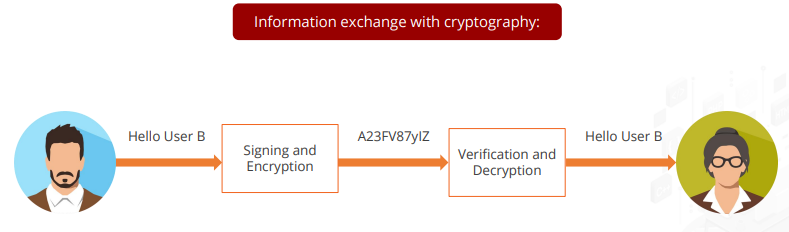 Information exchange with cryptography:
Hello User B
Signing and
Encryption
A23FV87ylZ
Verification and
Decryption
Hello User B